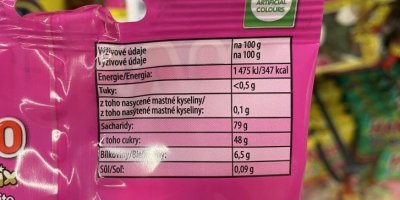 ARTIFICIAL
COLOURS
Výživové údaje na 100 g
Výživové údaje na 100 g
Energie/Energia: 1 475 kJ/347 kcal
Tuky: <0,5 g
z toho nasycené mastné kyseliny/
z toho nasýtené mastné kyseliny: 0,1 g
Sacharidy: 79 g
z toho cukry: 48 g
Bílkoviny/ 6,5 g
Sůl/Soľ: 0,09 g